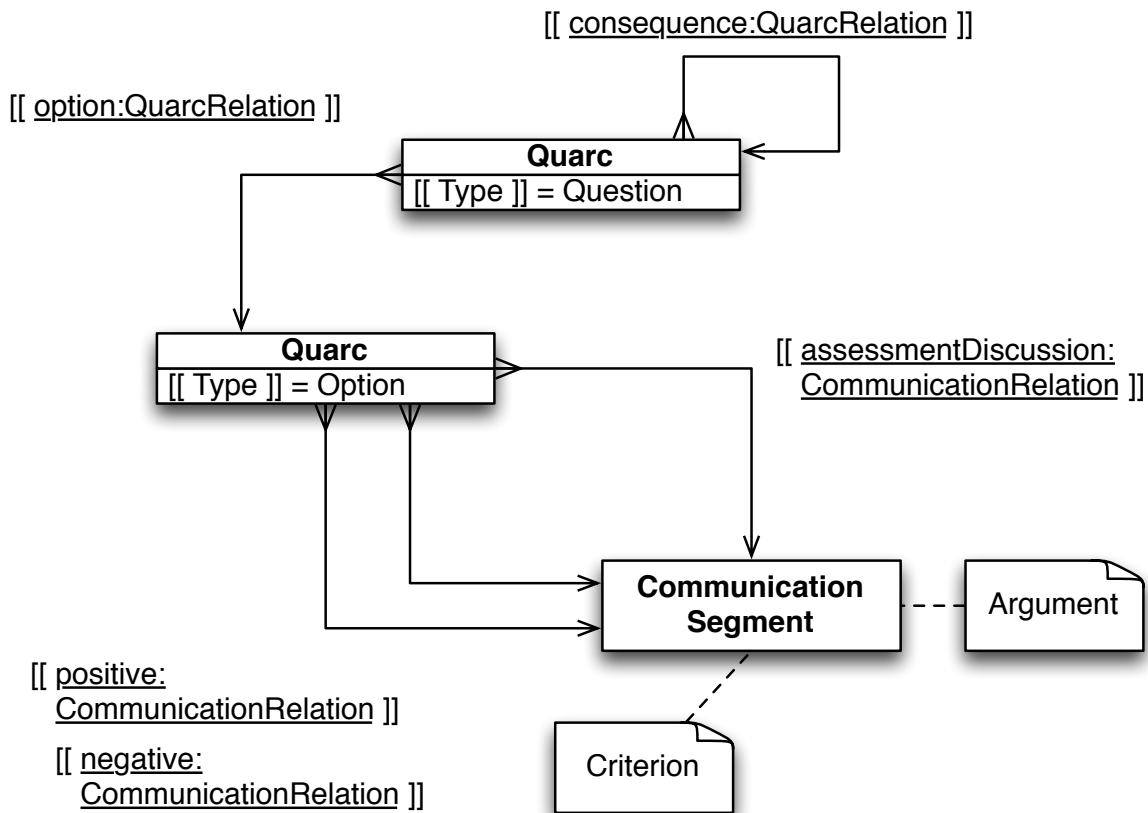 [[ consequence:QuarcRelation ]]
[[ option:QuarcRelation ]]
Quarc
[[ Type ]] = Question
Quarc
[[ Type ]] = Option
[[ assessmentDiscussion:
CommunicationRelation ]]
Communication
Segment
Argument
[[ positive:
CommunicationRelation ]]
[[ negative:
CommunicationRelation ]]
Criterion